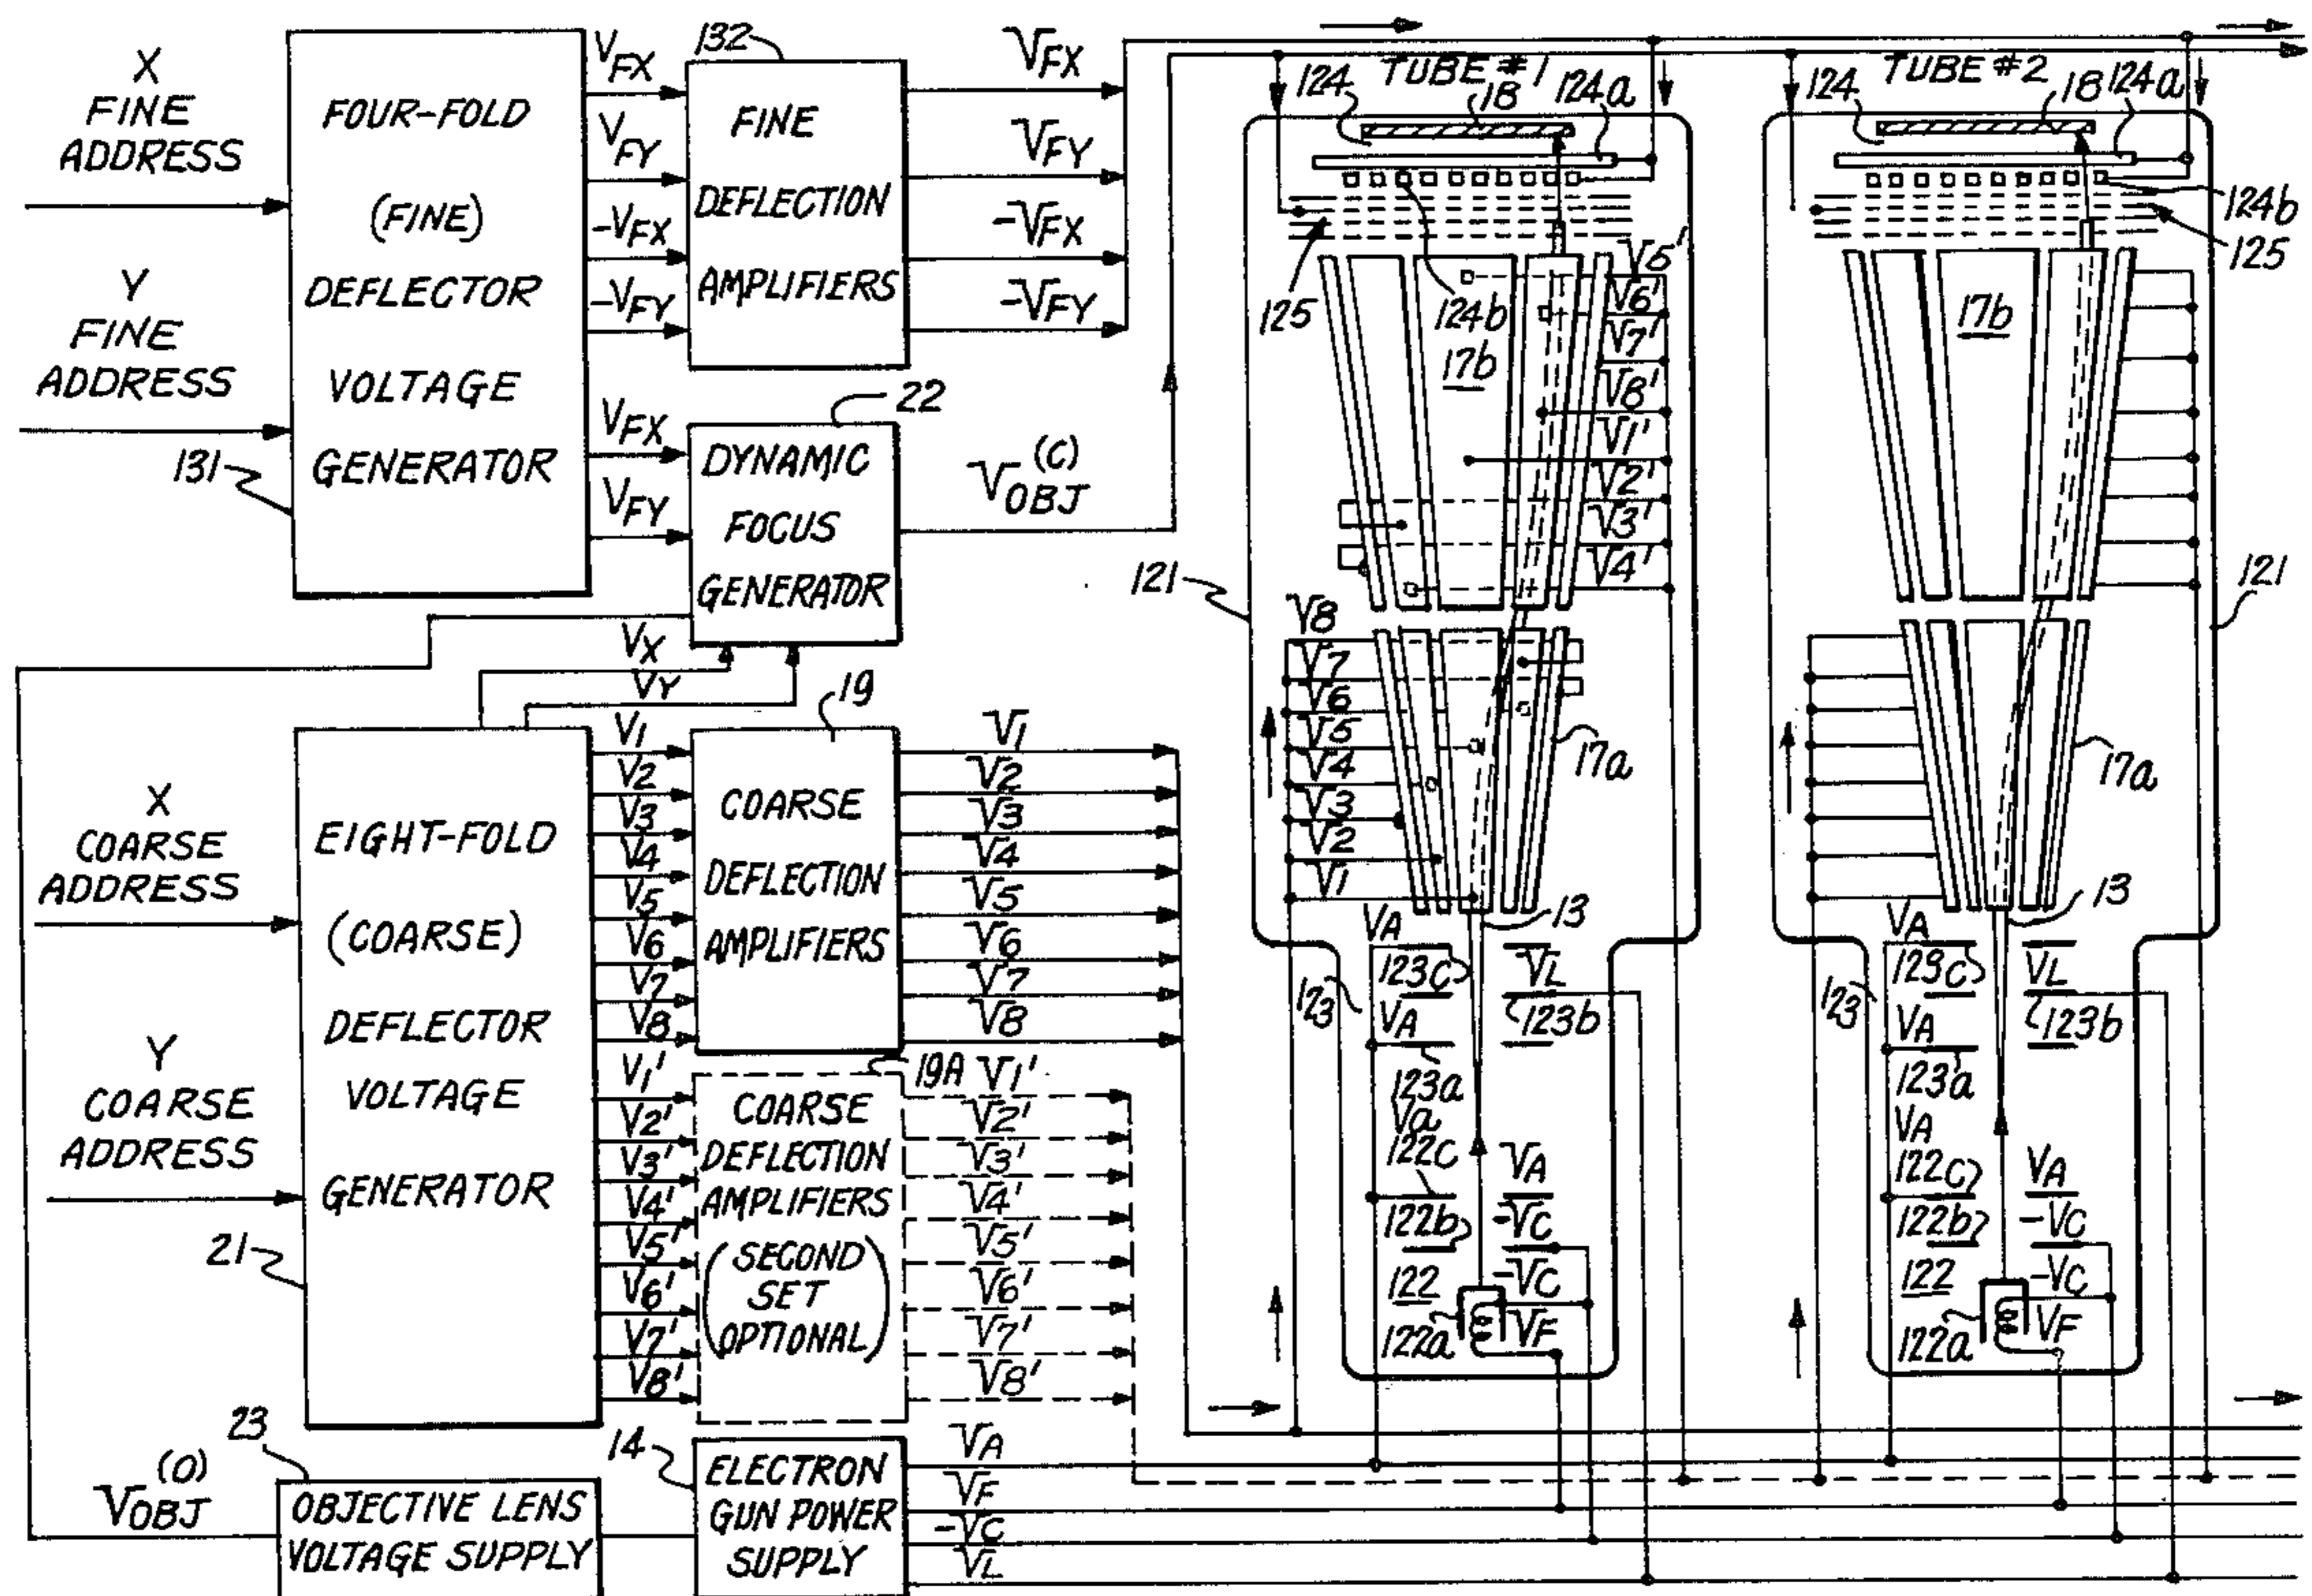 X
FINE
ADDRESS
Y
FINE
ADDRESS
131
FOUR-FOLD
(FINE)
DEFLECTOR
VOLTAGE
GENERATOR
VFX
VFY
-VFX
-VFY
VFX
VFY
132
FINE
DEFLECTION
AMPLIFIERS
VFX
VFY
-VFX
-VFY
22
DYNAMIC
FOCUS
GENERATOR
VOBJ(C)
VX
VY
X
COARSE
ADDRESS
Y
COARSE
ADDRESS
21
EIGHT-FOLD
(COARSE)
DEFLECTOR
VOLTAGE
GENERATOR
V1
V2
V3
V4
V5
V6
V7
V8
V1'
V2'
V3'
V4'
V5'
V6'
V7'
V8'
19
COARSE
DEFLECTION
AMPLIFIERS
V1
V2
V3
V4
V5
V6
V7
V8
19A
COARSE
DEFLECTION
AMPLIFIERS
(SECOND
SET
OPTIONAL)
V1'
V2'
V3'
V4'
V5'
V6'
V7'
V8'
VOBJ(O)
23
OBJECTIVE LENS
VOLTAGE SUPPLY
14
ELECTRON
GUN POWER
SUPPLY
VA
VF
-VC
VL
TUBE #1
124
18
124a
125
124b
17b
V5'
V6'
V7'
V8'
V1'
V2'
V3'
V4'
121
V8
V7
V6
V5
V4
V3
V2
V1
17a
13
VA
123c
VL
123
VA
123b
123a
Va
122c
VA
122b
-VC
122
-VC
122a
VF
TUBE #2
124
18
124a
124b
125
17b
121
17a
13
VA
123c
VL
123
VA
123b
123a
VA
122c
VA
122b
-VC
122
-VC
122a
VF